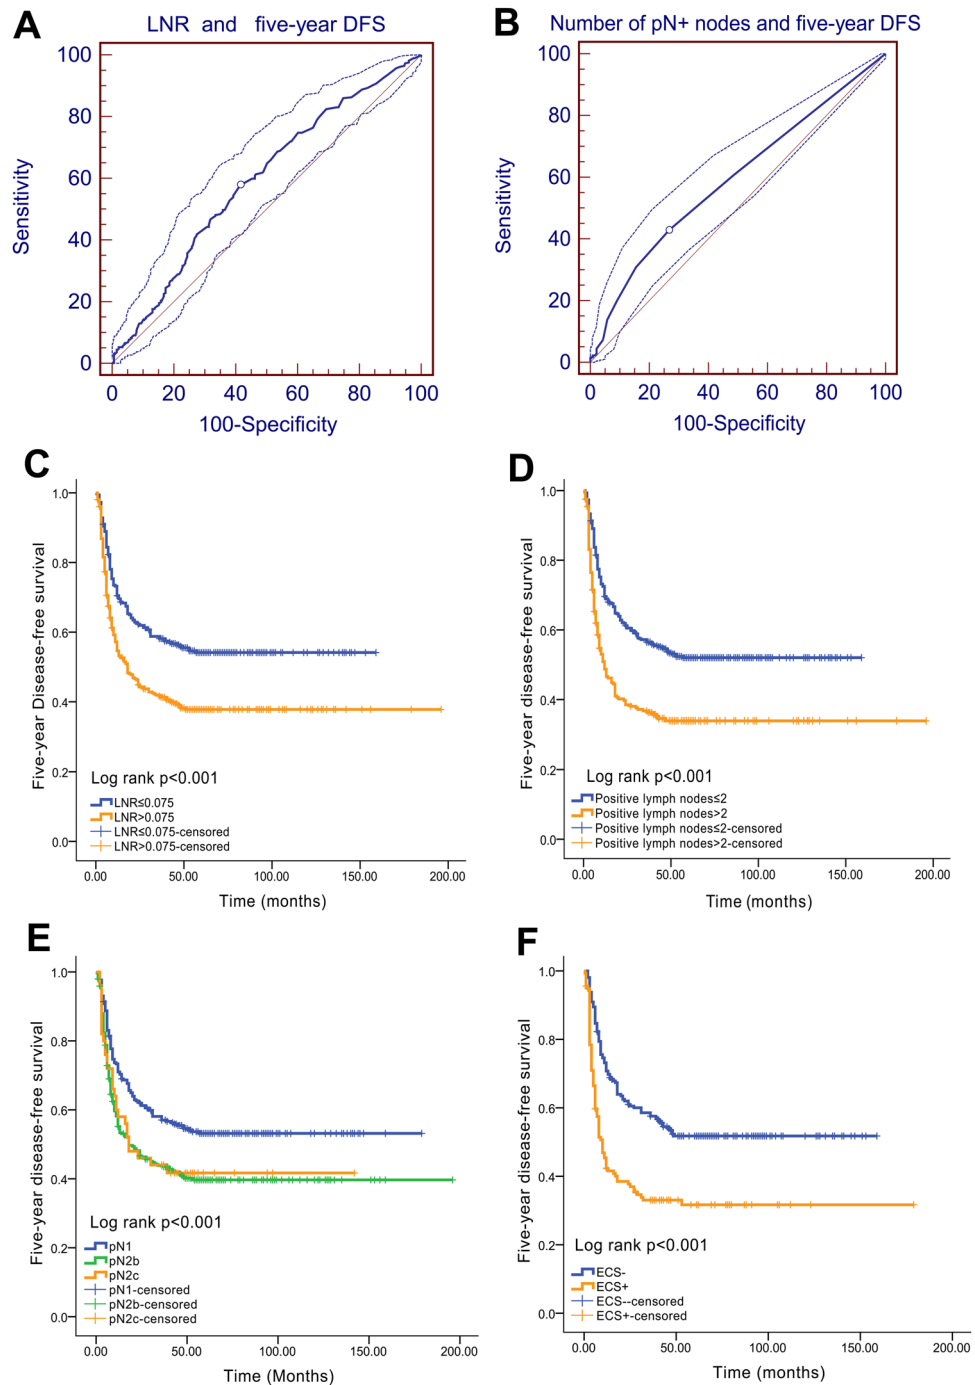 A
LNR and five-year DFS
100
80
60
40
20
0
Sensitivity
0 20 40 60 80 100
100-Specificity
B
Number of pN+ nodes and five-year DFS
100
80
60
40
20
0
Sensitivity
0 20 40 60 80 100
100-Specificity
C
1.0
0.8
0.6
0.4
0.2
0.0
Five-year Disease-free survival
Log rank p<0.001
LNR≤0.075
LNR>0.075
LNR≤0.075-censored
LNR>0.075-censored
0.00 50.00 100.00 150.00 200.00
Time (months)
D
1.0
0.8
0.6
0.4
0.2
0.0
Five-year disease-free survival
Log rank p<0.001
Positive lymph nodes≤2
Positive lymph nodes>2
Positive lymph nodes≤2-censored
Positive lymph nodes>2-censored
0.00 50.00 100.00 150.00 200.00
Time (months)
E
1.0
0.8
0.6
0.4
0.2
0.0
Five-year disease-free survival
Log rank p<0.001
pN1
pN2b
pN2c
pN1-censored
pN2b-censored
pN2c-censored
0.00 50.00 100.00 150.00 200.00
Time (Months)
F
1.0
0.8
0.6
0.4
0.2
0.0
Five-year disease-free survival
Log rank p<0.001
ECS-
ECS+
ECS--censored
ECS+-censored
0.00 50.00 100.00 150.00 200.00
Time (months)